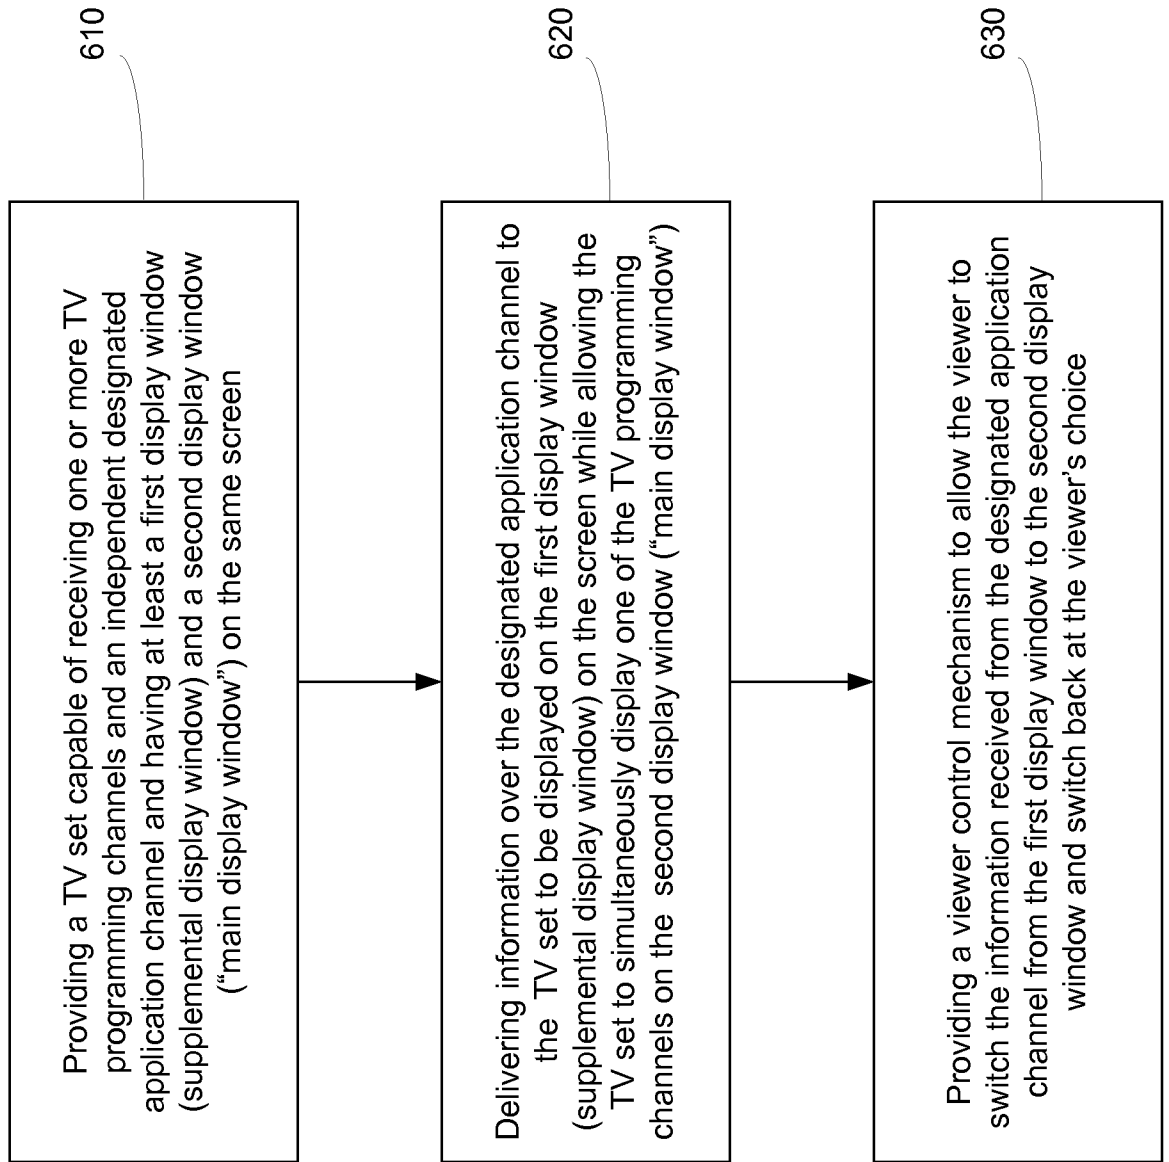 610
Providing a TV set capable of receiving one or more TV
programming channels and an independent designated
application channel and having at least a first display window
(supplemental display window) and a second display window
(“main display window”) on the same screen
620
Delivering information over the designated application channel to
the TV set to be displayed on the first display window
(supplemental display window) on the screen while allowing the
TV set to simultaneously display one of the TV programming
channels on the second display window (“main display window”)
630
Providing a viewer control mechanism to allow the viewer to
switch the information received from the designated application
channel from the first display window to the second display
window and switch back at the viewer’s choice